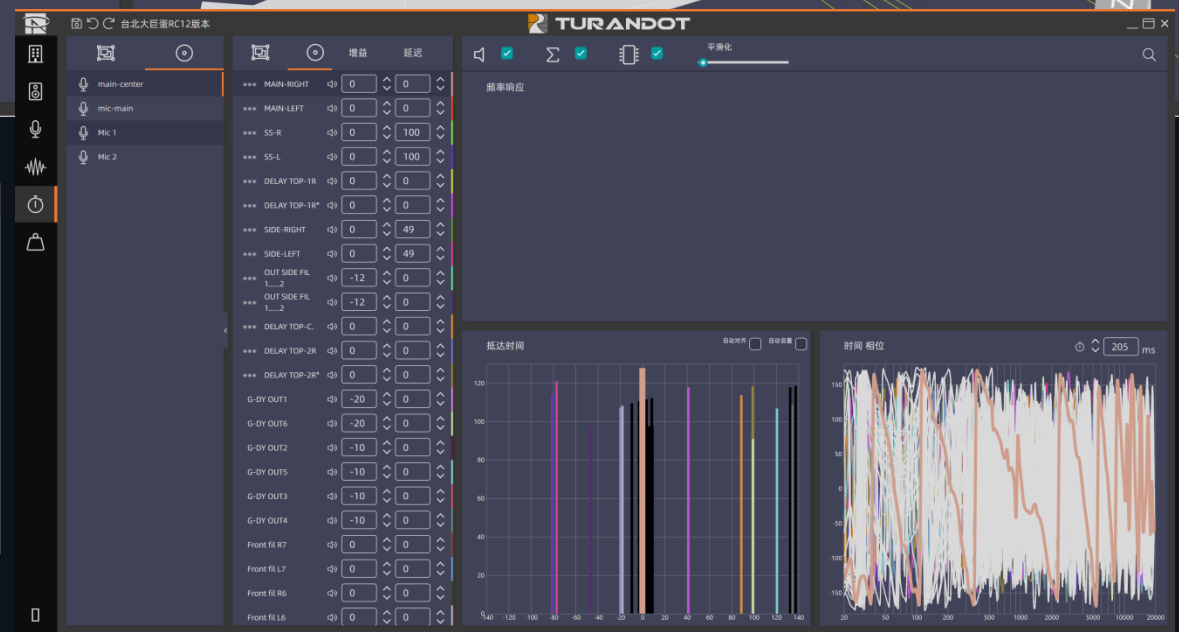 台北大巨蛋RC12版本
TURANDOT
增益 延迟
平滑化
main-center
mic-main
Mic 1
Mic 2
MAIN-RIGHT 0 0
MAIN-LEFT 0 0
SS-R 0 100
SS-L 0 100
DELAY TOP-1R 0 0
DELAY TOP-1R* 0 0
SIDE-RIGHT 0 49
SIDE-LEFT 0 49
OUT SIDE FIL 1.....2 -12 0
OUT SIDE FIL 1.....2 -12 0
DELAY TOP-C. 0 0
DELAY TOP-2R 0 0
DELAY TOP-2R* 0 0
G-DY OUT1 -20 0
G-DY OUT6 -20 0
G-DY OUT2 -10 0
G-DY OUT5 -10 0
G-DY OUT3 -10 0
G-DY OUT4 -10 0
Front fil R7 0 0
Front fil L7 0 0
Front fil R6 0 0
Front fil L6 0 0
频率响应
抵达时间 自动对齐 自动音量
120
100
80
60
40
20
0
-140 -120 -100 -80 -60 -40 -20 0 20 40 60 80 100 120 140
时间 相位 205 ms
150
100
50
0
-50
-100
-150
20 50 100 200 500 1000 2000 5000 10000 20000